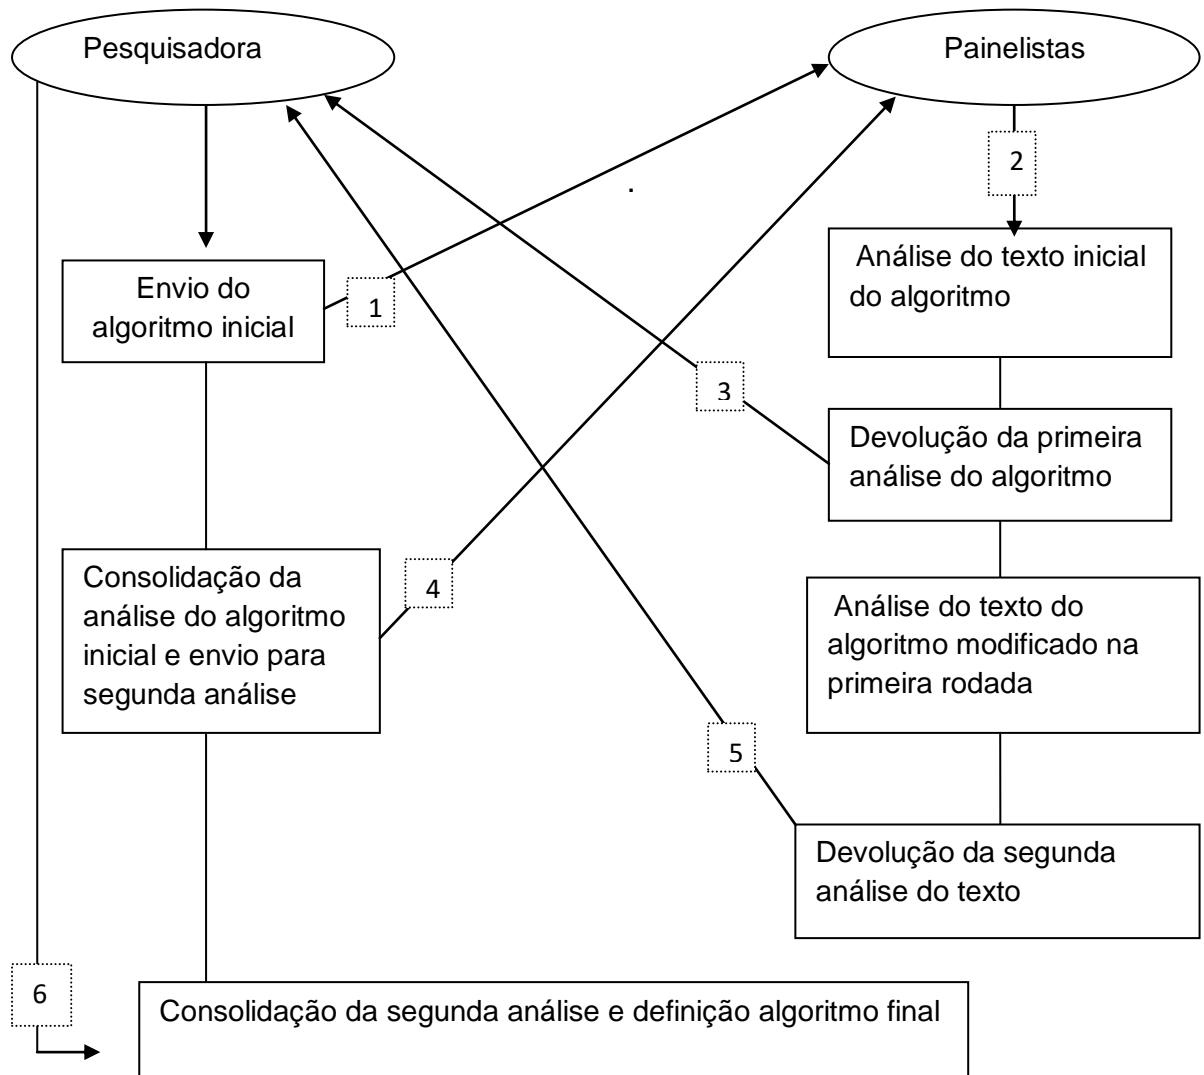 Pesquisadora
Painelistas
2
Envio do
algoritmo inicial
1
Análise do texto inicial
do algoritmo
3
Devolução da primeira
análise do algoritmo
Consolidação da
análise do algoritmo
inicial e envio para
segunda análise
4
Análise do texto do
algoritmo modificado na
primeira rodada
5
Devolução da segunda
análise do texto
6
Consolidação da segunda análise e definição algoritmo final